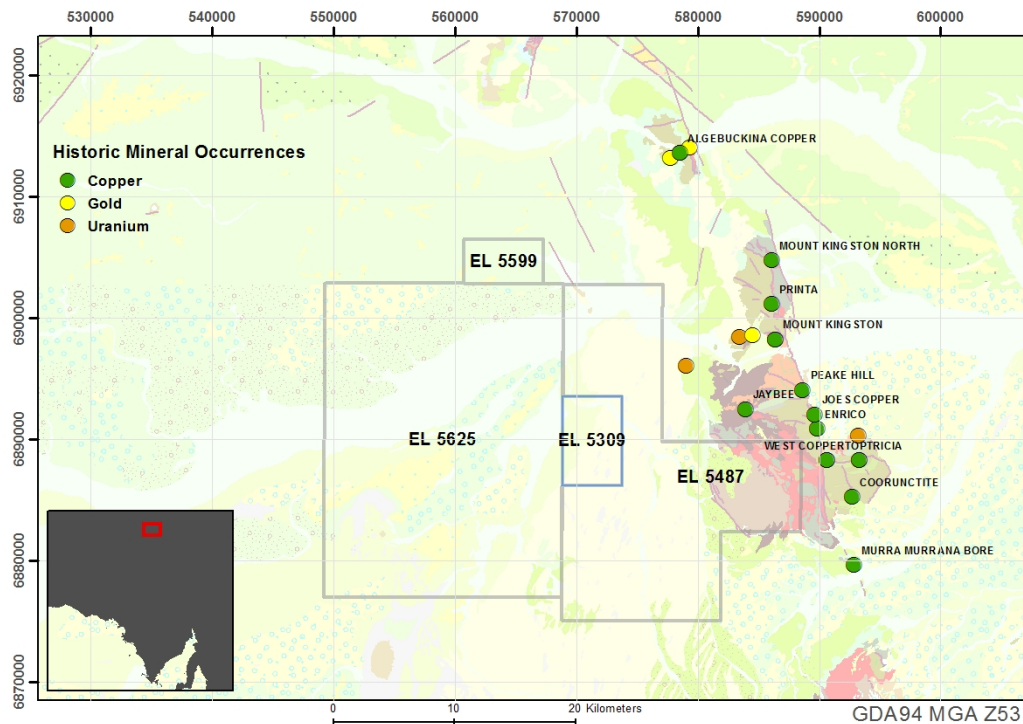 530000 540000 550000 560000 570000 580000 590000 600000
6920000
ALGEBUCKINA COPPER
Historic Mineral Occurrences
Copper
Gold
Uranium
6910000
MOUNT KINGSTON NORTH
EL 5599
PRINTA
6900000
MOUNT KINGSTON
PEAKE HILL
JAYBEE
JOES COPPER
ENRICO
6890000
EL 5625
EL 5309
WEST COPPERTOPTRICIA
EL 5487
COORUNCTITE
MURRA MURRANA BORE
6880000
6870000
0 10 20 Kilometers
GDA94 MGA Z53